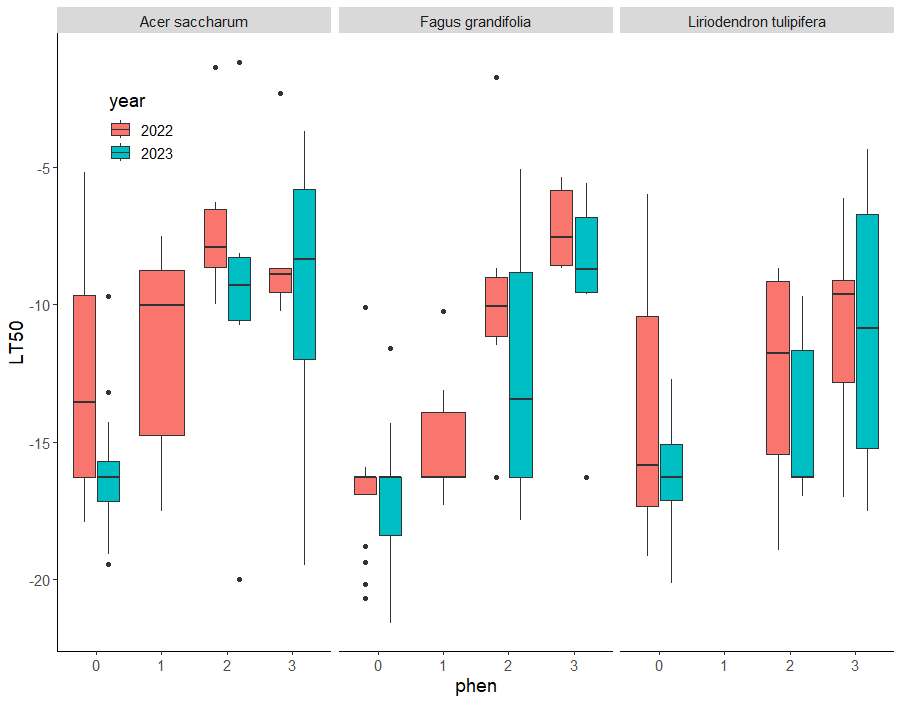 Acer saccharum
Fagus grandifolia
Liriodendron tulipifera
year
2022
2023
LT50
-5
-10
-15
-20
0 1 2 3 0 1 2 3 0 1 2 3
phen